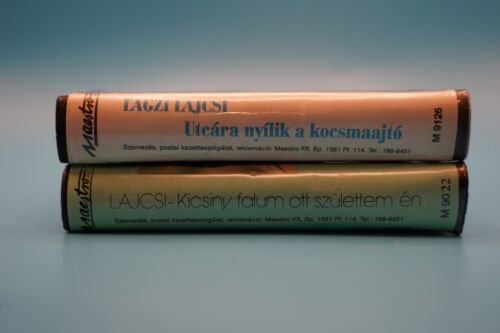 Maestro
LAGZI LAJCSI
Utcára nyílik a kocsmaajtó
Szervezés, postai kazettaszolgálat, reklamáció: Maestro Kft. Bp. 1581 Pf. 114. Tel.: 186-9451
M 9126
Maestro
LAJCSI-Kicsiny falum ott születtem én
Szervezés, postai kazettaszolgálat, reklamáció: Maestro Kft. Bp. 1581 Pf. 114. Tel.: 186-9451
M 9022